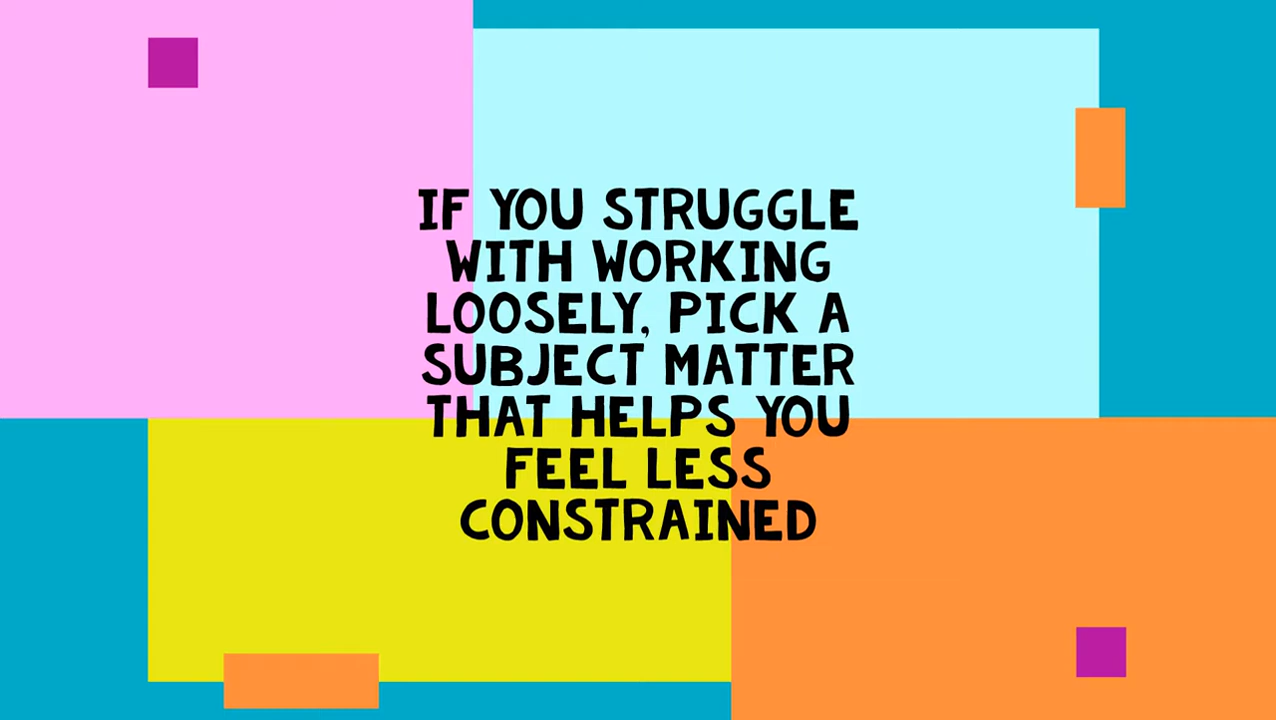 IF YOU STRUGGLE
WITH WORKING
LOOSELY, PICK A
SUBJECT MATTER
THAT HELPS YOU
FEEL LESS
CONSTRAINED